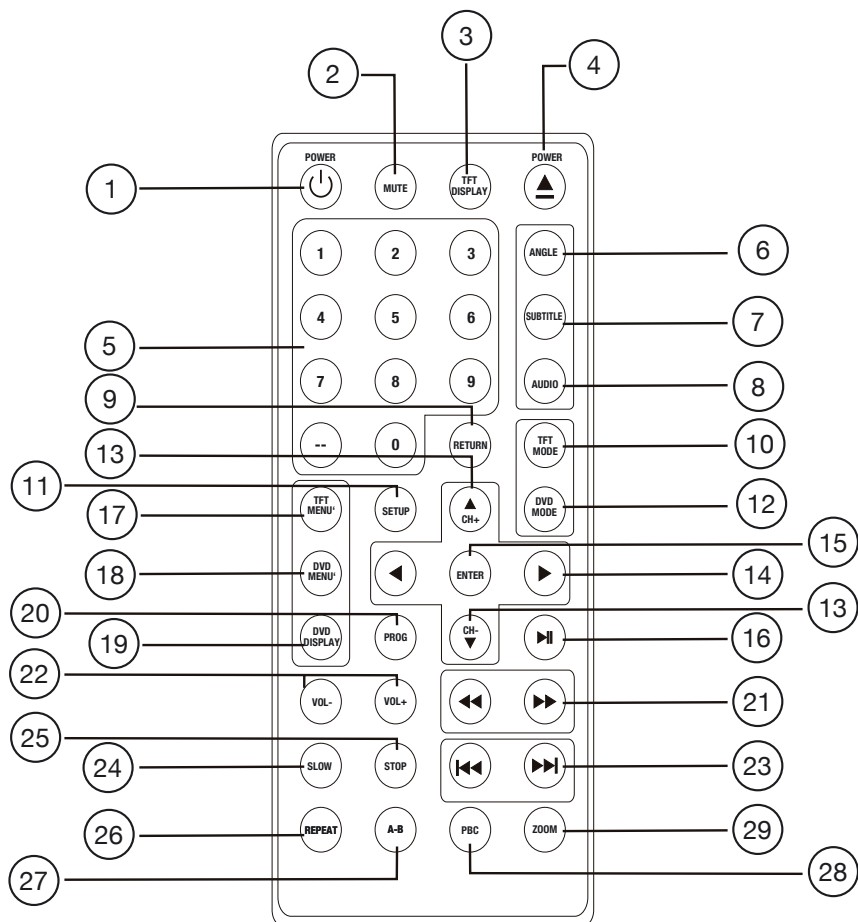 3
2
4
POWER
POWER
1
MUTE
TFT
DISPLAY
1
2
3
ANGLE
6
4
5
6
SUBTITLE
7
5
7
8
9
AUDIO
8
9
--
0
RETURN
TFT
MODE
10
13
11
TFT
MENU'
SETUP
CH+
DVD
MODE
12
17
15
DVD
MENU'
ENTER
18
14
20
13
DVD
DISPLAY
PROG
CH-
19
16
22
VOL-
VOL+
21
25
SLOW
STOP
24
23
REPEAT
A-B
PBC
ZOOM
26
29
27
28